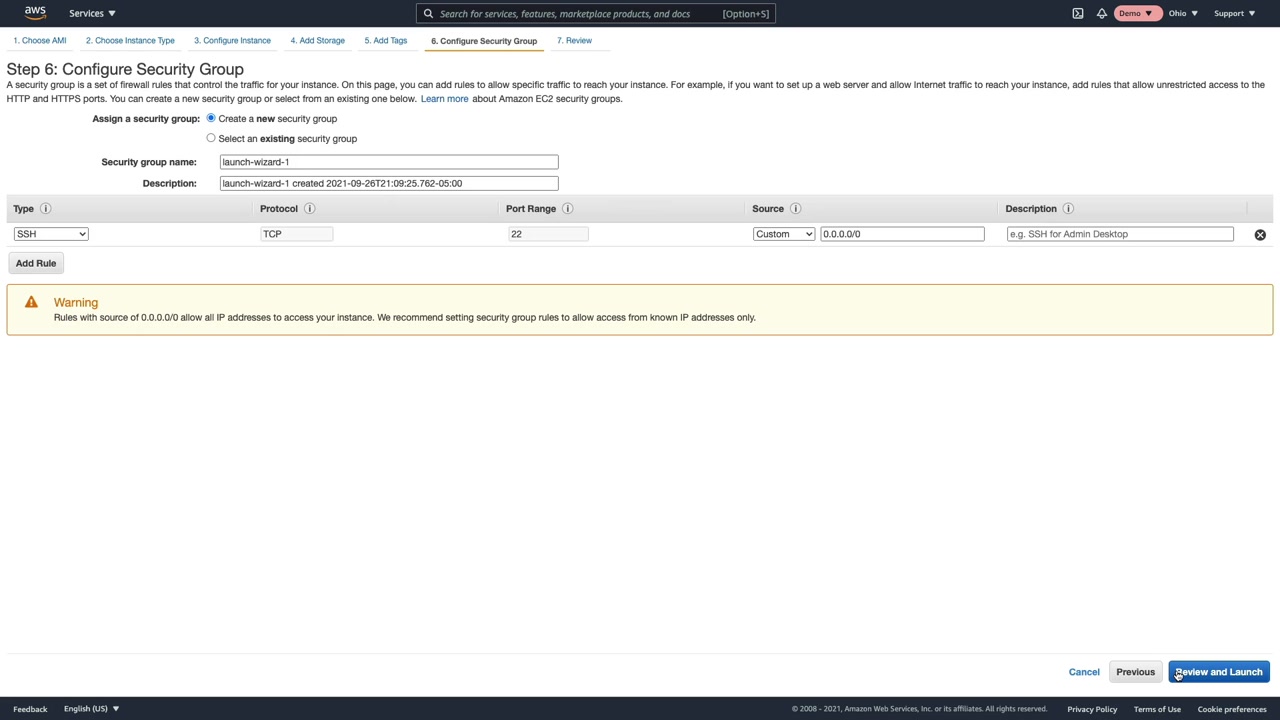 aws
Services
Search for services, features, marketplace products, and docs
[Option+S]
Demo
Ohio
Support
1. Choose AMI
2. Choose Instance Type
3. Configure Instance
4. Add Storage
5. Add Tags
6. Configure Security Group
7. Review
Step 6: Configure Security Group
A security group is a set of firewall rules that control the traffic for your instance. On this page, you can add rules to allow specific traffic to reach your instance. For example, if you want to set up a web server and allow Internet traffic to reach your instance, add rules that allow unrestricted access to the
HTTP and HTTPS ports. You can create a new security group or select from an existing one below. Learn more about Amazon EC2 security groups.
Assign a security group:
Create a new security group
Select an existing security group
Security group name:
launch-wizard-1
Description:
launch-wizard-1 created 2021-09-26T21:09:25.762-05:00
Type
Protocol
Port Range
Source
Description
SSH
TCP
22
Custom
0.0.0.0/0
e.g. SSH for Admin Desktop
Add Rule
Warning
Rules with source of 0.0.0.0/0 allow all IP addresses to access your instance. We recommend setting security group rules to allow access from known IP addresses only.
Cancel
Previous
Review and Launch
Feedback
English (US)
© 2008 - 2021, Amazon Web Services, Inc. or its affiliates. All rights reserved.
Privacy Policy
Terms of Use
Cookie preferences